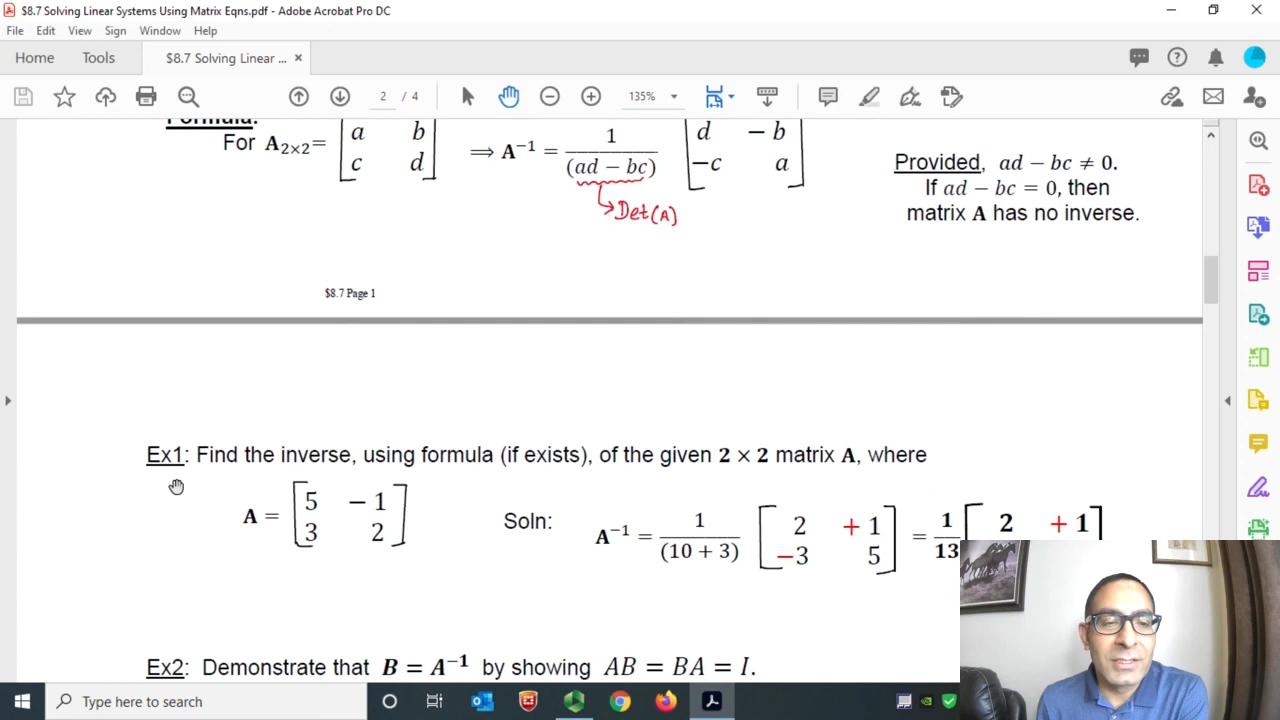 $8.7 Solving Linear Systems Using Matrix Eqns.pdf - Adobe Acrobat Pro DC
File Edit View Sign Window Help
Home Tools $8.7 Solving Linear ... ×
2 / 4 135%
Formula:
For A₂ₓ₂= [a b; c d] ⟹ A⁻¹ = 1/(ad − bc) [d − b; −c a]
Det(A)
Provided, ad − bc ≠ 0.
If ad − bc = 0, then
matrix A has no inverse.
$8.7 Page 1
Ex1: Find the inverse, using formula (if exists), of the given 2 × 2 matrix A, where
A = [5 − 1; 3 2] Soln: A⁻¹ = 1/(10 + 3) [2 + 1; −3 5] = 1/13 [2 + 1
Ex2: Demonstrate that B = A⁻¹ by showing AB = BA = I.
Type here to search